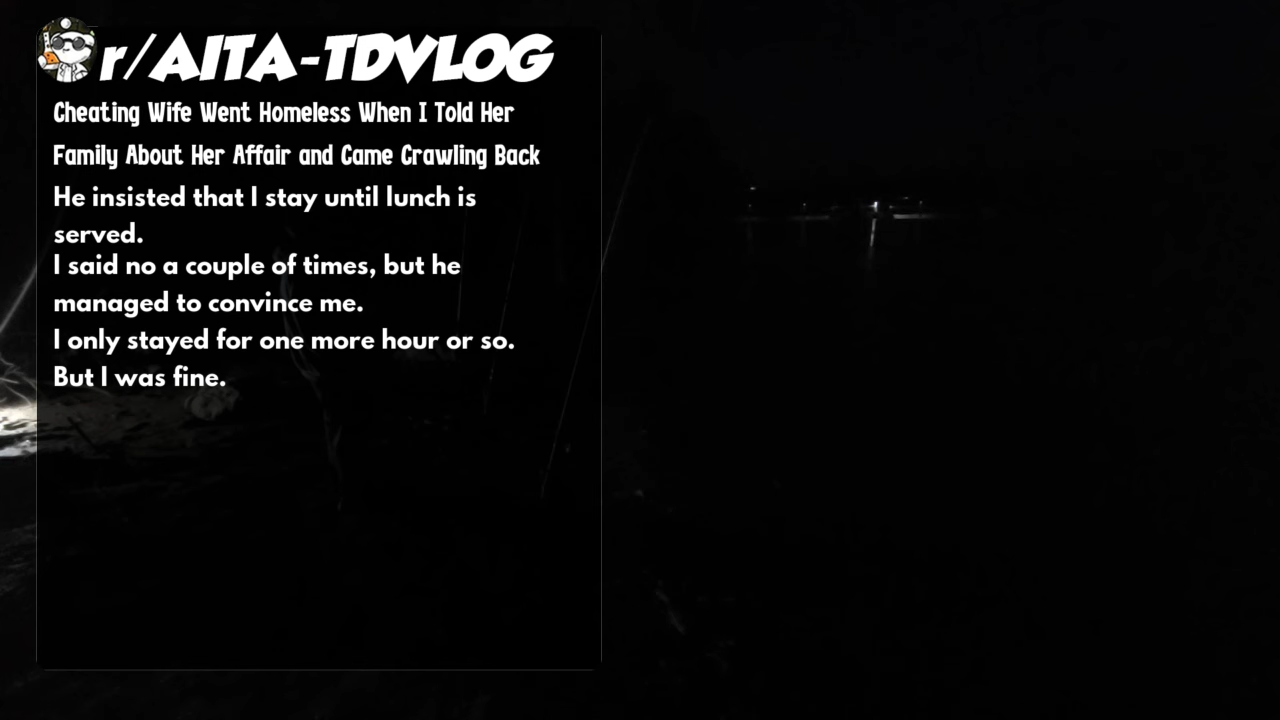 r/AITA-TDVLOG
Cheating Wife Went Homeless When I Told Her
Family About Her Affair and Came Crawling Back
He insisted that I stay until lunch is
served.
I said no a couple of times, but he
managed to convince me.
I only stayed for one more hour or so.
But I was fine.